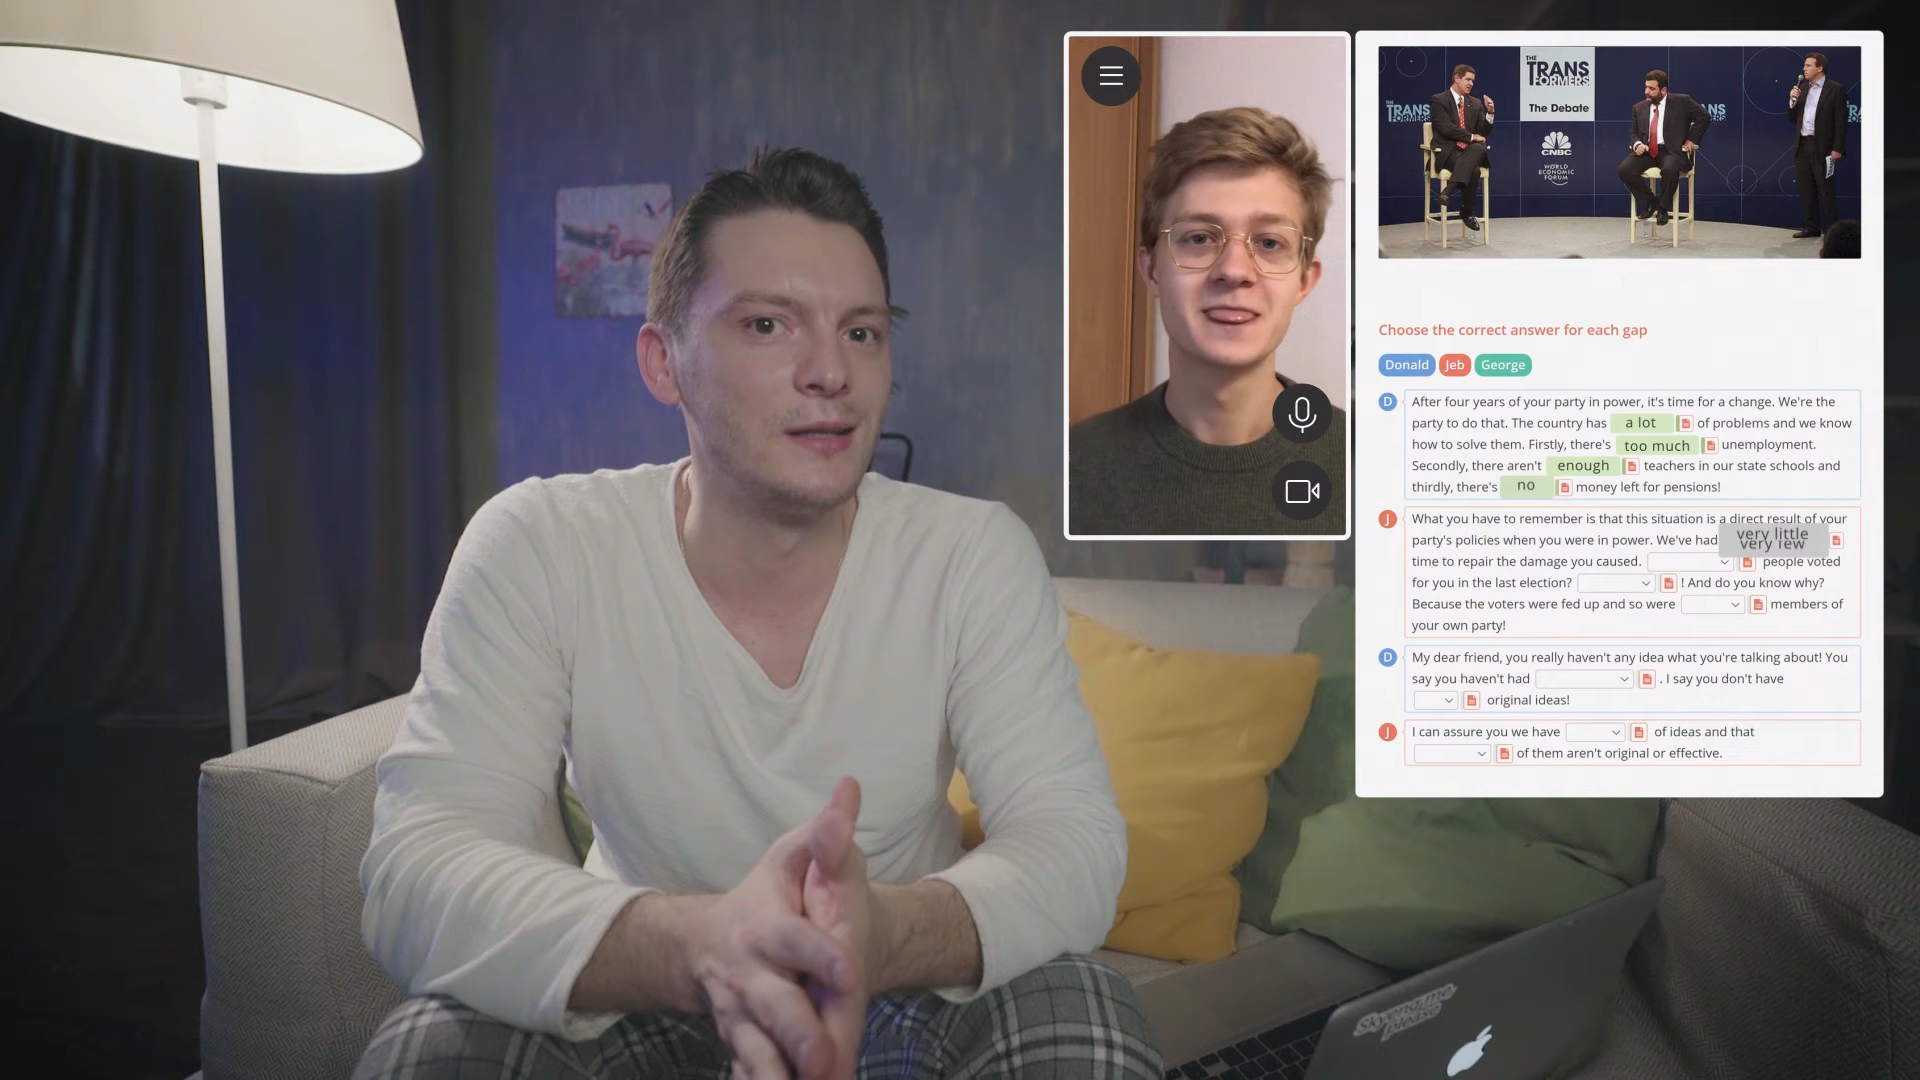 THE
TRANS
FORMERS
The Debate
TRANS
FORMERS
ANS
CNBC
WORLD
ECONOMIC
FORUM
Choose the correct answer for each gap
Donald Jeb George
D After four years of your party in power, it's time for a change. We're the
party to do that. The country has a lot of problems and we know
how to solve them. Firstly, there's too much unemployment.
Secondly, there aren't enough teachers in our state schools and
thirdly, there's no money left for pensions!
J What you have to remember is that this situation is a direct result of your
party's policies when you were in power. We've had very little
very few
time to repair the damage you caused. people voted
for you in the last election? ! And do you know why?
Because the voters were fed up and so were members of
your own party!
D My dear friend, you really haven't any idea what you're talking about! You
say you haven't had . I say you don't have
original ideas!
J I can assure you we have of ideas and that
of them aren't original or effective.
skyeng.me
please